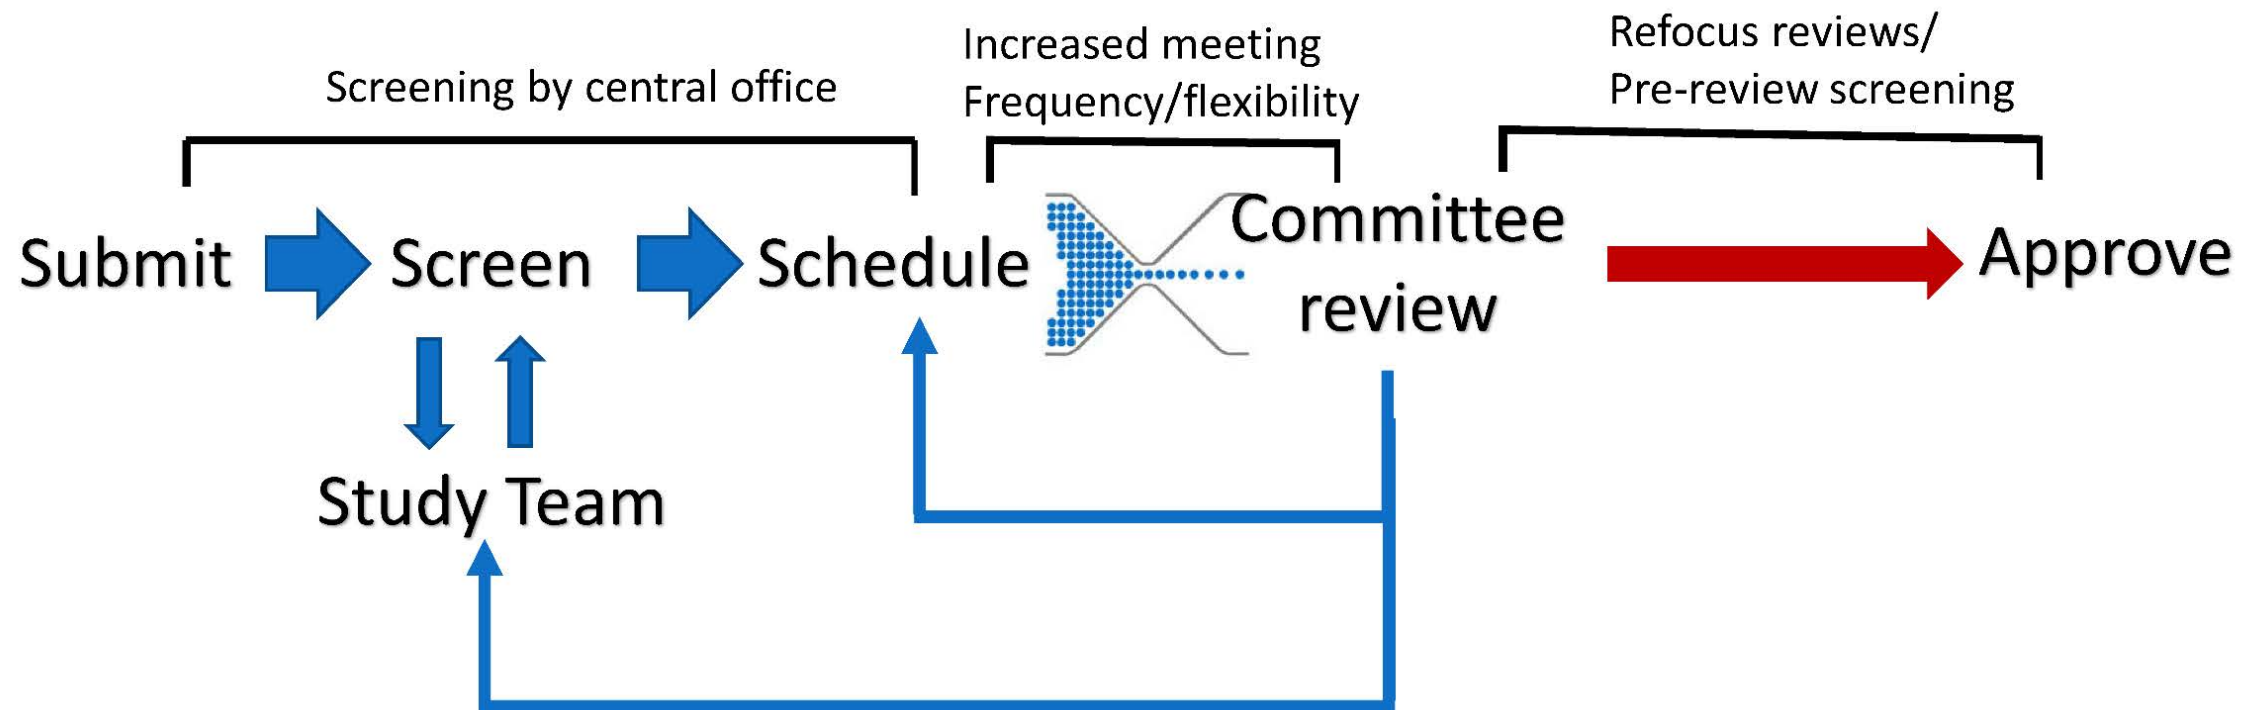 Screening by central office
Increased meeting
Frequency/flexibility
Refocus reviews/
Pre-review screening
Submit
Screen
Schedule
Committee
review
Approve
Study Team